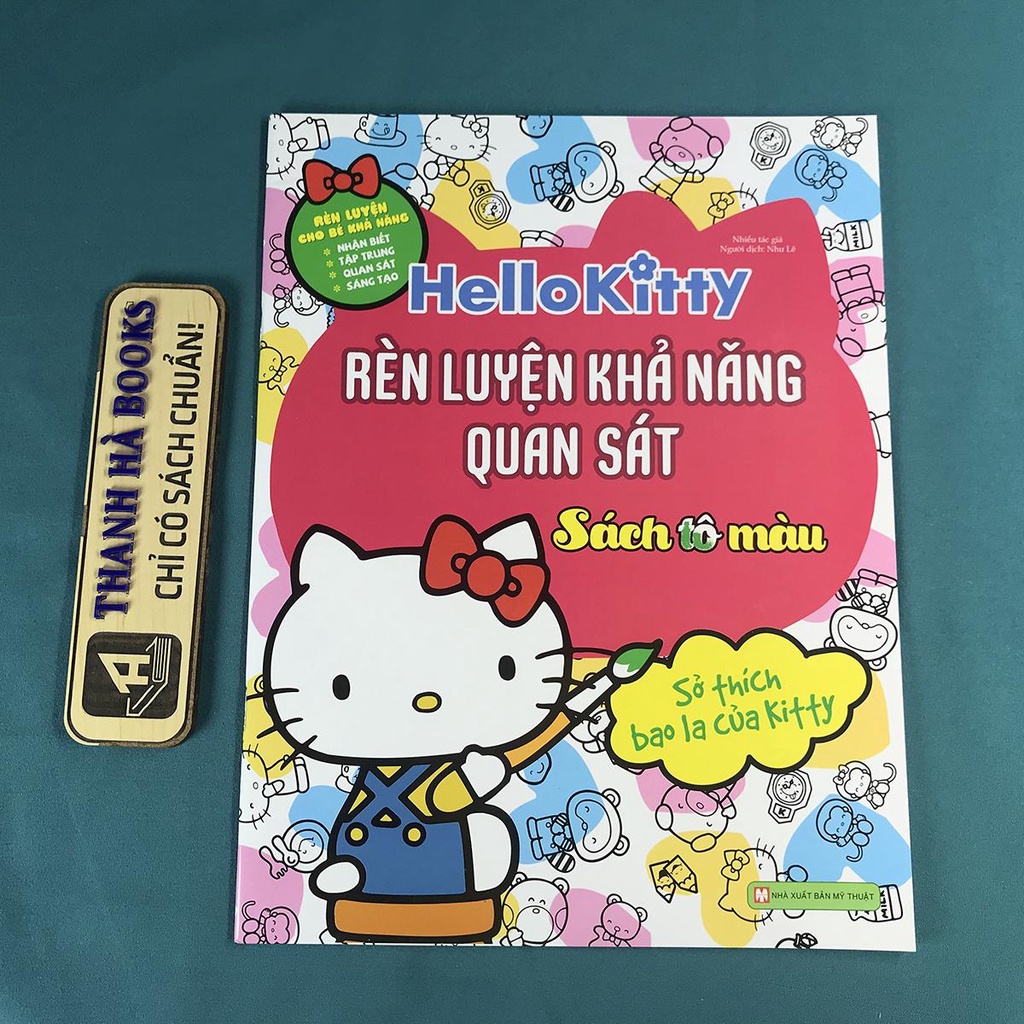 THANH HÀ BOOKS
CHỈ CÓ SÁCH CHUẨN!
RÈN LUYỆN
CHO BÉ KHẢ NĂNG
NHẬN BIẾT
TẬP TRUNG
QUAN SÁT
SÁNG TẠO
Nhiều tác giả
Người dịch: Như Lê
HelloKitty
RÈN LUYỆN KHẢ NĂNG
QUAN SÁT
Sách tô màu
Sở thích
bao la của Kitty
NHÀ XUẤT BẢN MỸ THUẬT
MILK
K